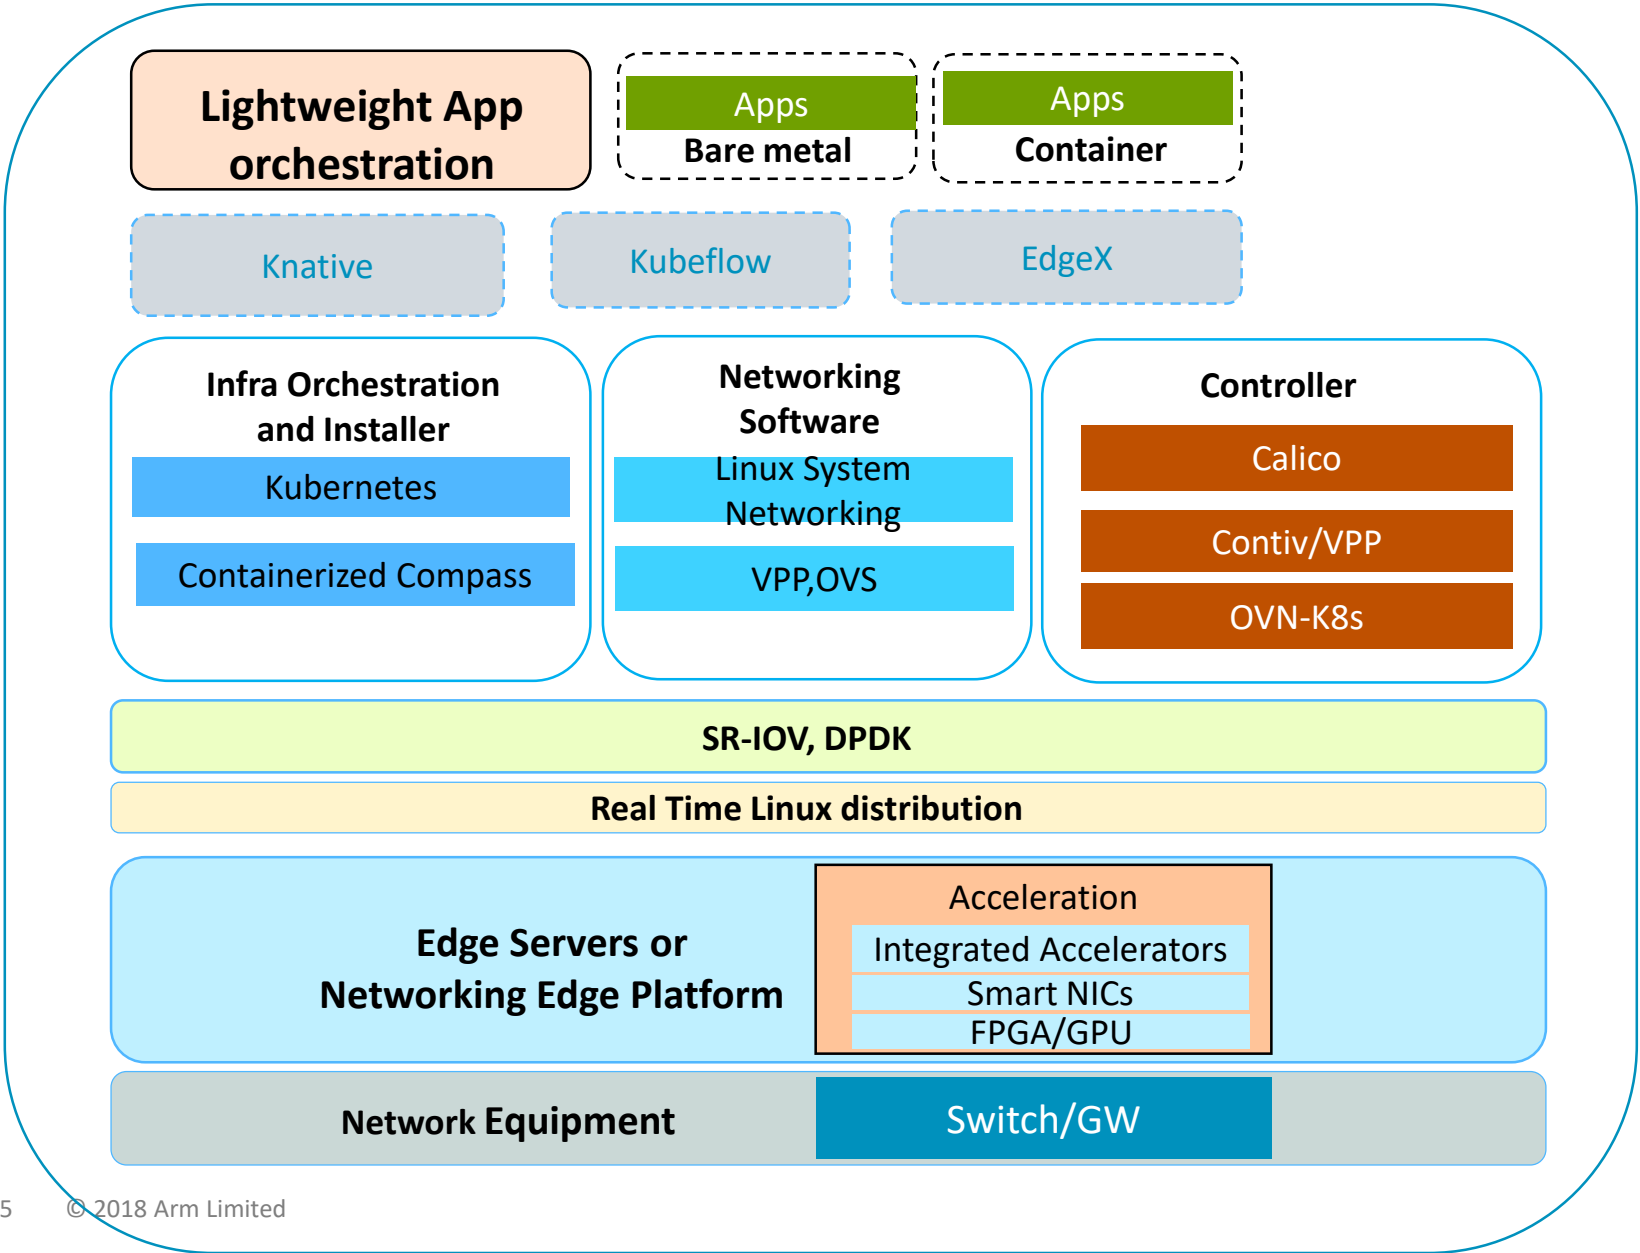 Lightweight App
orchestration
Apps
Bare metal
Apps
Container
Knative
Kubeflow
EdgeX
Infra Orchestration
and Installer
Kubernetes
Containerized Compass
Networking
Software
Linux System
Networking
VPP,OVS
Controller
Calico
Contiv/VPP
OVN-K8s
SR-IOV, DPDK
Real Time Linux distribution
Edge Servers or
Networking Edge Platform
Acceleration
Integrated Accelerators
Smart NICs
FPGA/GPU
Network Equipment
Switch/GW
5 © 2018 Arm Limited